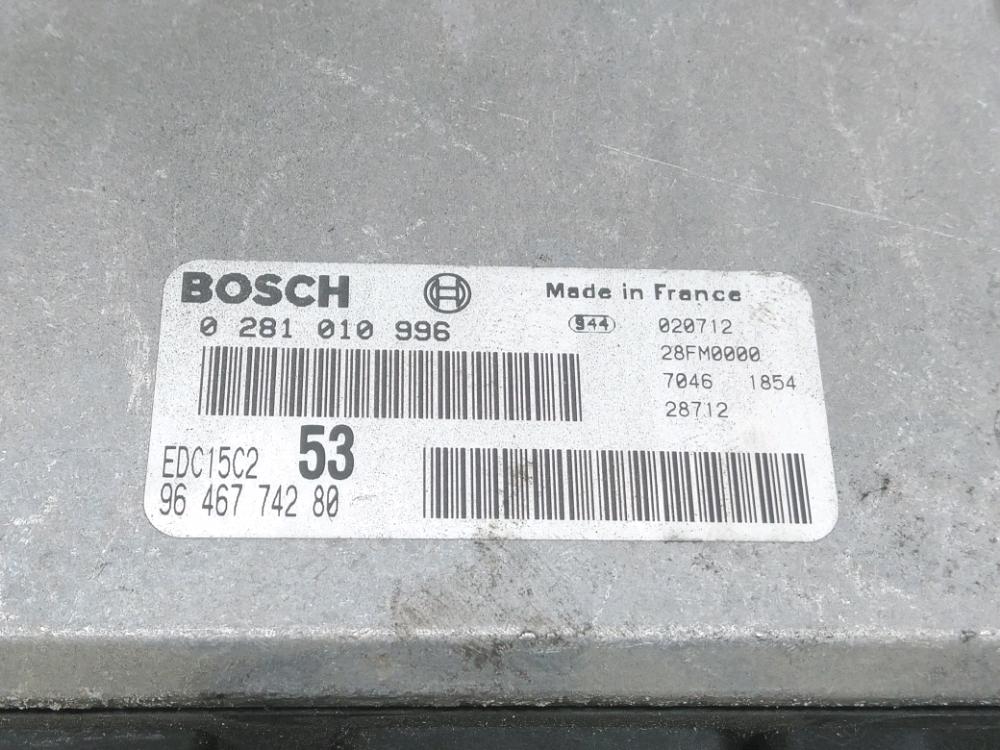 BOSCH
Made in France
0 281 010 996
S44
020712
28FM0000
7046 1854
28712
EDC15C2 53
96 467 742 80